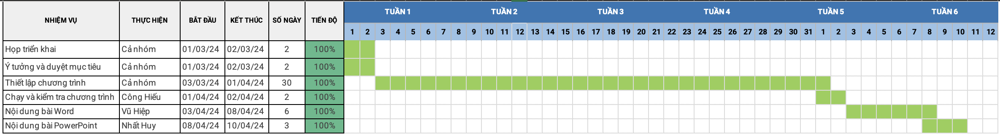 NHIỆM VỤ THỰC HIỆN BẮT ĐẦU KẾT THÚC SỐ NGÀY TIẾN ĐỘ TUẦN 1 TUẦN 2 TUẦN 3 TUẦN 4 TUẦN 5 TUẦN 6
1 2 3 4 5 6 7 8 9 10 11 12 13 14 15 16 17 18 19 20 21 22 23 24 25 26 27 28 29 30 31 1 2 3 4 5 6 7 8 9 10 11 12
Họp triển khai Cả nhóm 01/03/24 02/03/24 2 100%
Ý tưởng và duyệt mục tiêu Cả nhóm 01/03/24 02/03/24 2 100%
Thiết lập chương trình Cả nhóm 03/03/24 01/04/24 30 100%
Chạy và kiểm tra chương trình Công Hiếu 01/04/24 02/04/24 2 100%
Nội dung bài Word Vũ Hiệp 03/04/24 08/04/24 6 100%
Nội dung bài PowerPoint Nhất Huy 08/04/24 10/04/24 3 100%